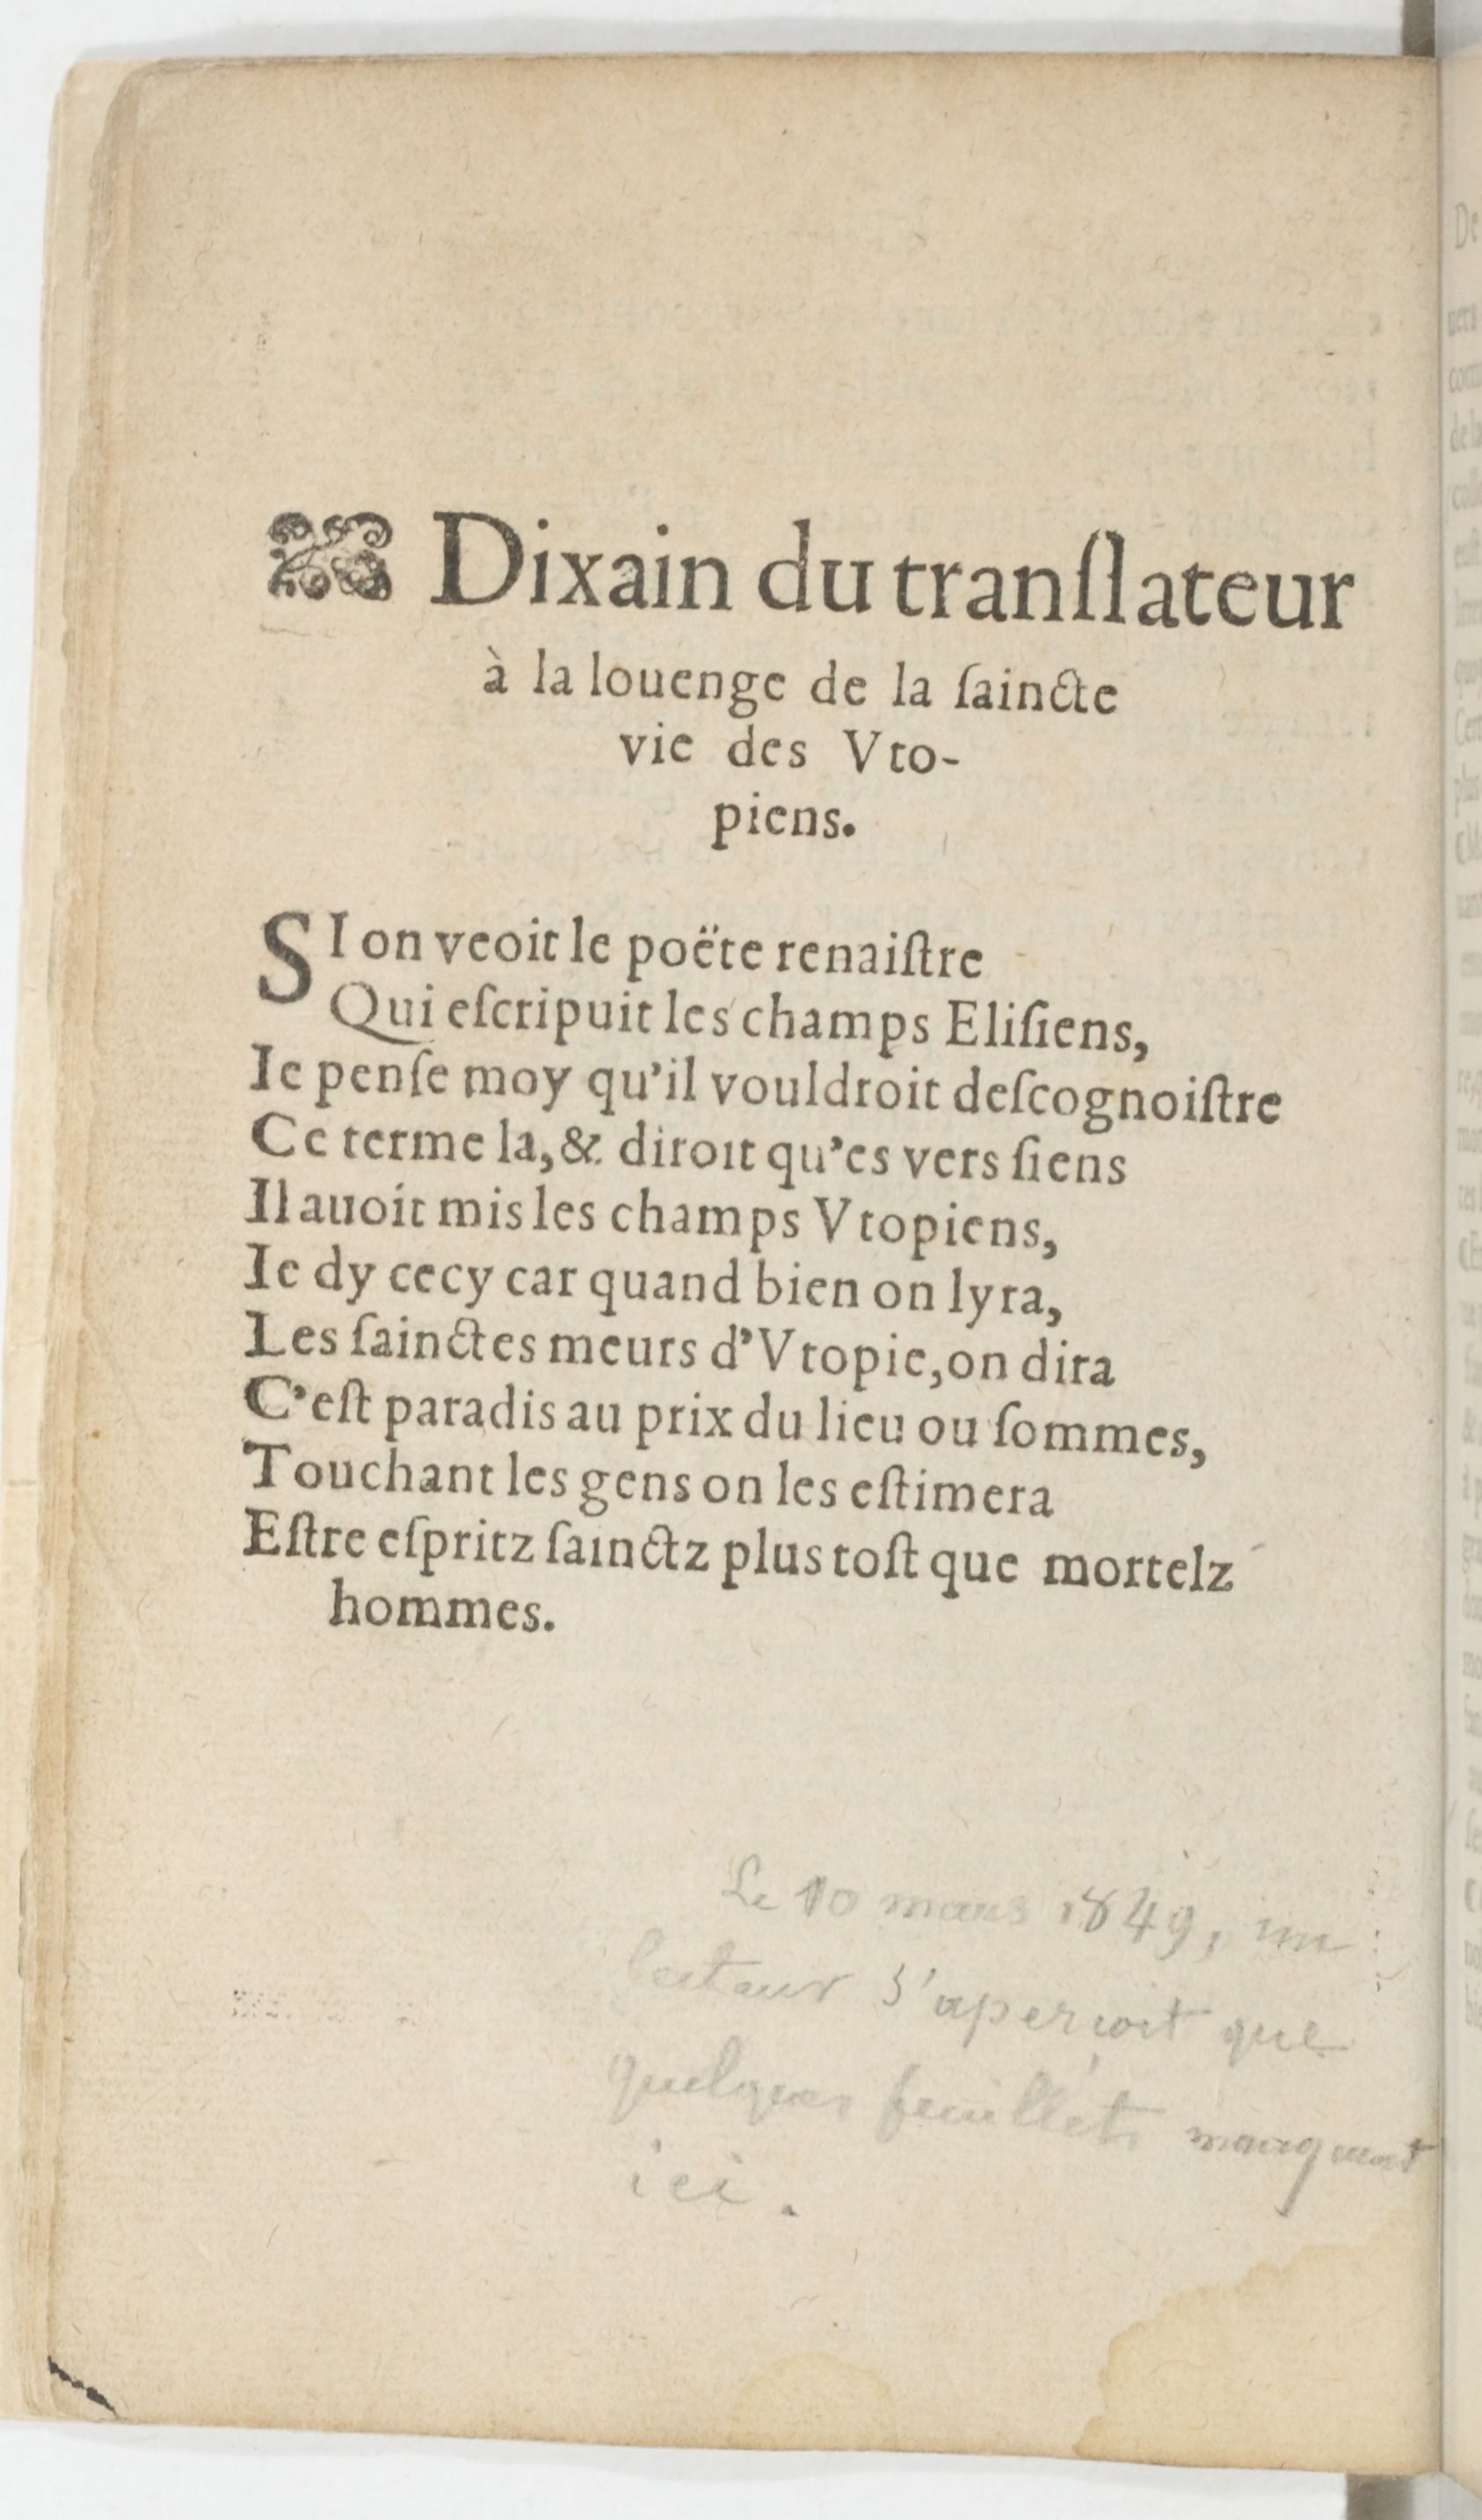 Dixain du tranſlateur
à la louenge de la ſaincte
vie des Vto-
piens.
SI on veoit le poëte renaiſtre
Qui eſcripuit les champs Eliſiens,
Ie penſe moy qu'il vouldroit deſcognoiſtre
Ce terme la, & diroit qu'es vers ſiens
Il auoit mis les champs Vtopiens,
Ie dy cecy car quand bien on lyra,
Les ſainctes meurs d'Vtopie, on dira
C'eſt paradis au prix du lieu ou ſommes,
Touchant les gens on les eſtimera
Eſtre eſpritz ſainctz plus toſt que mortelz
hommes.
Le 10 mars 1849, un
lecteur s'aperçoit que
quelques feuillets manquent
ici.